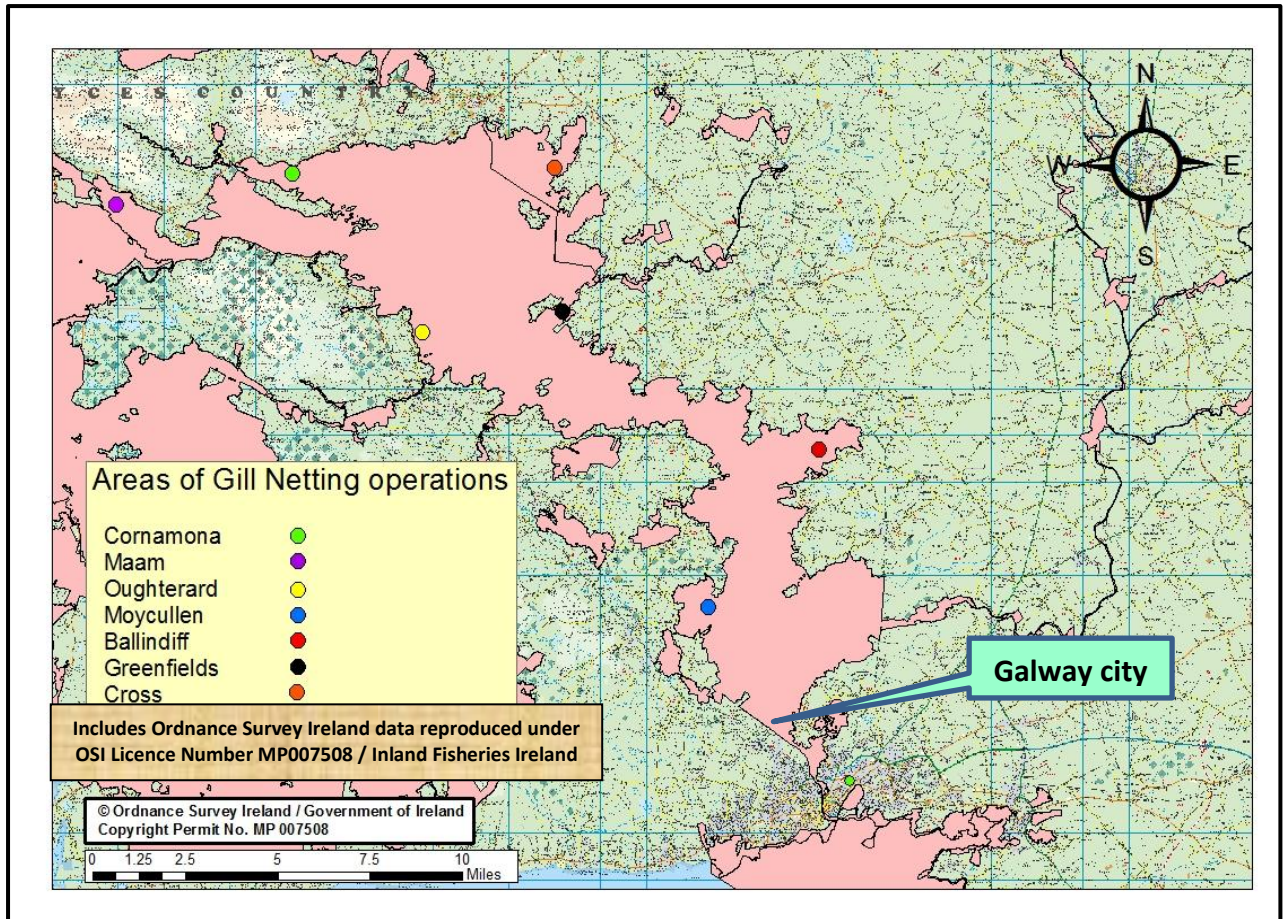 YCES COUNTRY
N
W
E
S
Areas of Gill Netting operations
Cornamona
Maam
Oughterard
Moycullen
Ballindiff
Greenfields
Cross
Galway city
Includes Ordnance Survey Ireland data reproduced under
OSI Licence Number MP007508 / Inland Fisheries Ireland
© Ordnance Survey Ireland / Government of Ireland
Copyright Permit No. MP 007508
0 1.25 2.5 5 7.5 10
Miles